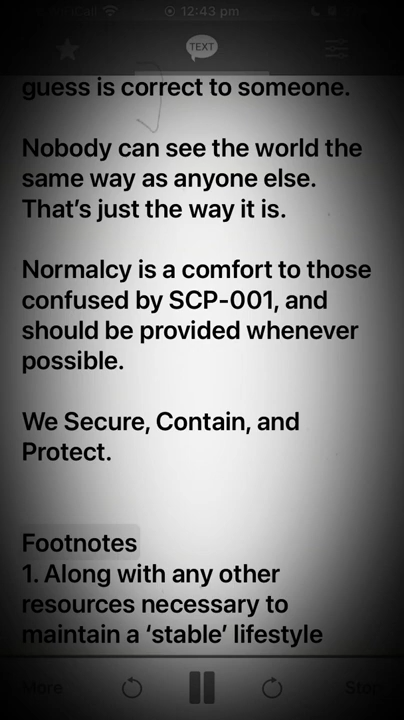 12:43 pm
TEXT
guess is correct to someone.
Nobody can see the world the
same way as anyone else.
That’s just the way it is.
Normalcy is a comfort to those
confused by SCP-001, and
should be provided whenever
possible.
We Secure, Contain, and
Protect.
Footnotes
1. Along with any other
resources necessary to
maintain a ‘stable’ lifestyle
More
Stop